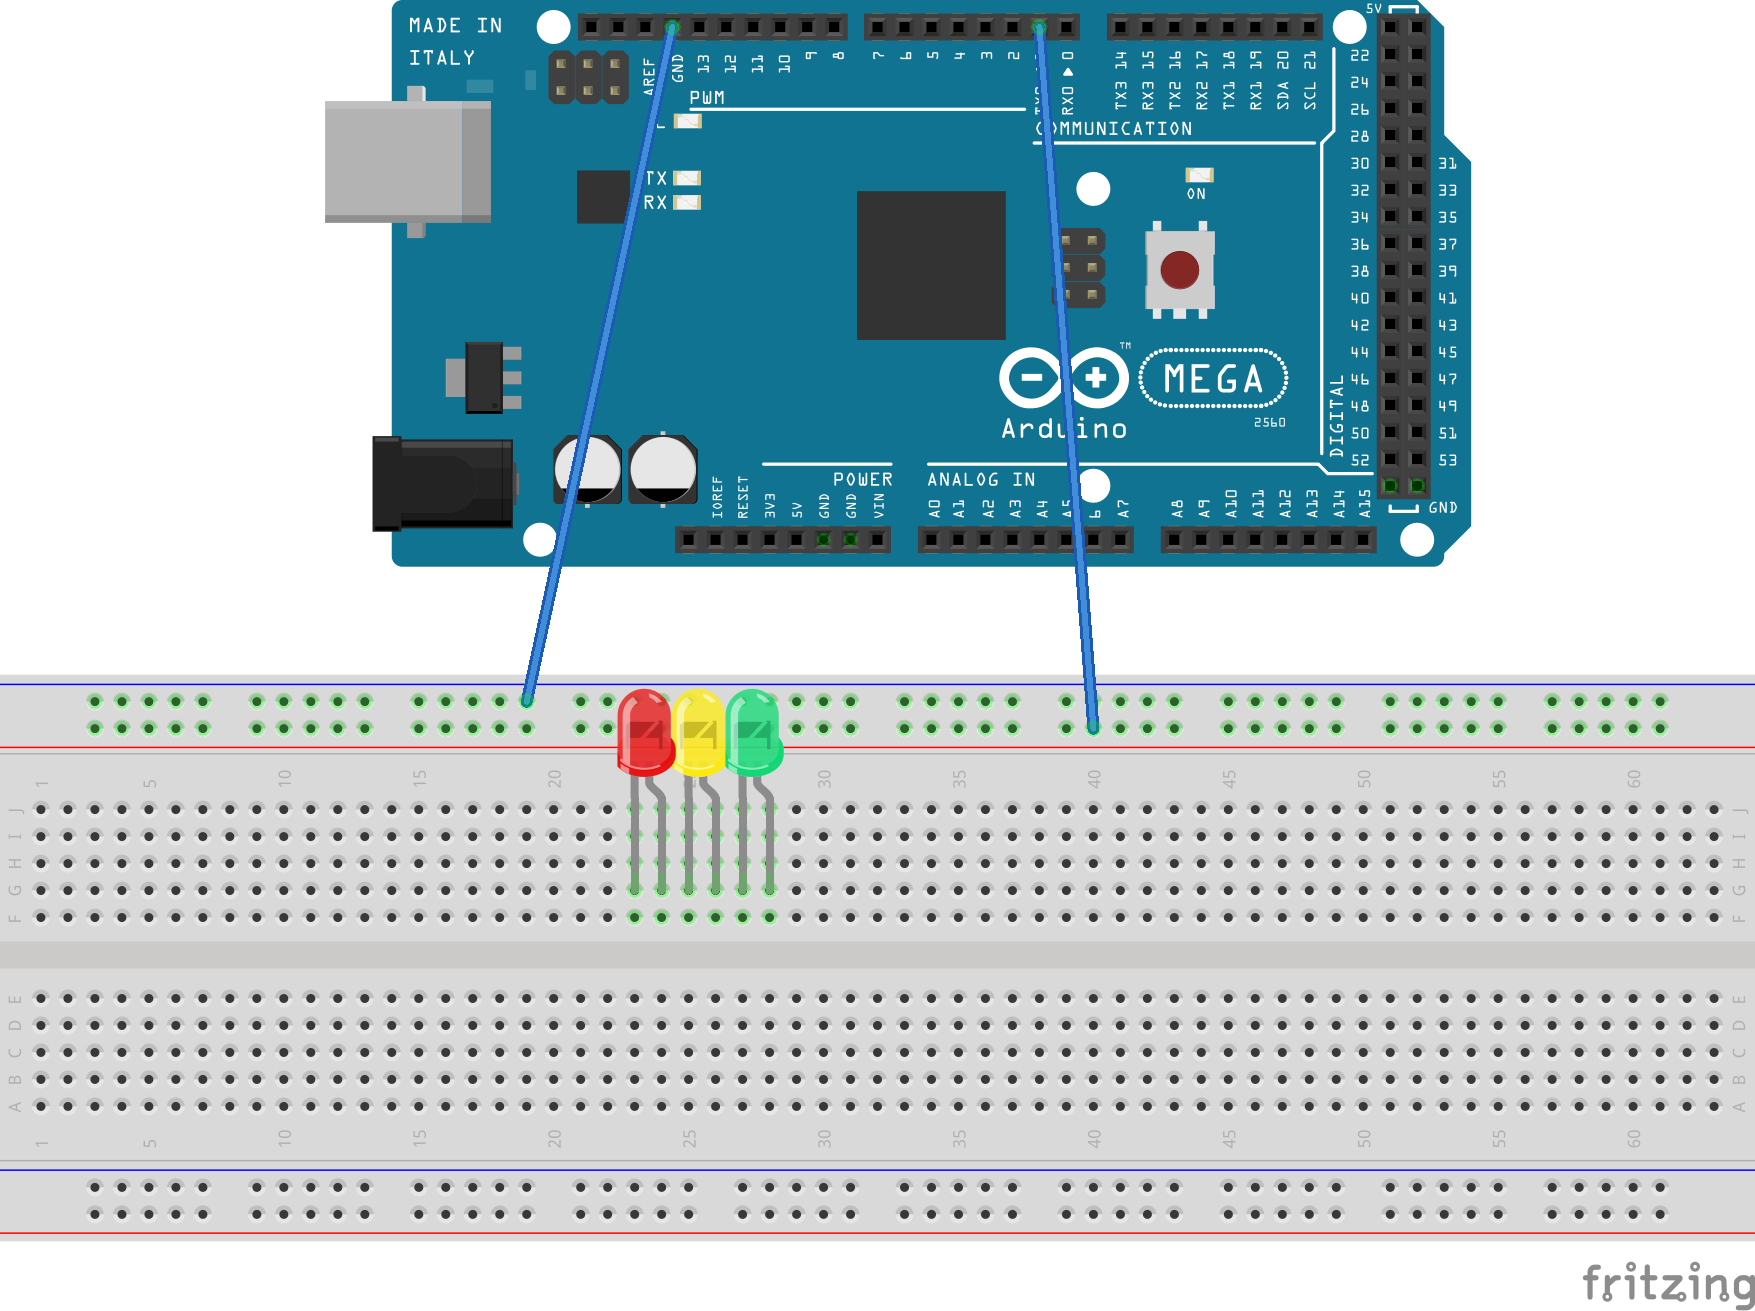 MADE IN
ITALY
AREF
GND
13
12
11
10
9
8
7
6
5
4
3
2
RX0 ▶ 0
TX3 14
RX3 15
TX2 16
RX2 17
TX1 18
RX1 19
SDA 20
SCL 21
5V
PWM
COMMUNICATION
22
24
26
28
30 31
32 33
34 35
36 37
38 39
40 41
42 43
44 45
46 47
48 49
50 51
52 53
GND
DIGITAL
TX
RX
ON
TM
MEGA
2560
Arduino
POWER
ANALOG IN
IOREF
RESET
3V3
5V
GND
GND
VIN
A0
A1
A2
A3
A4
A5
6
A7
A8
A9
A10
A11
A12
A13
A14
A15
1 5 10 15 20 30 35 40 45 50 55 60
J J
I I
H H
G G
F F
E E
D D
C C
B B
A A
1 5 10 15 20 25 30 35 40 45 50 55 60
fritzing